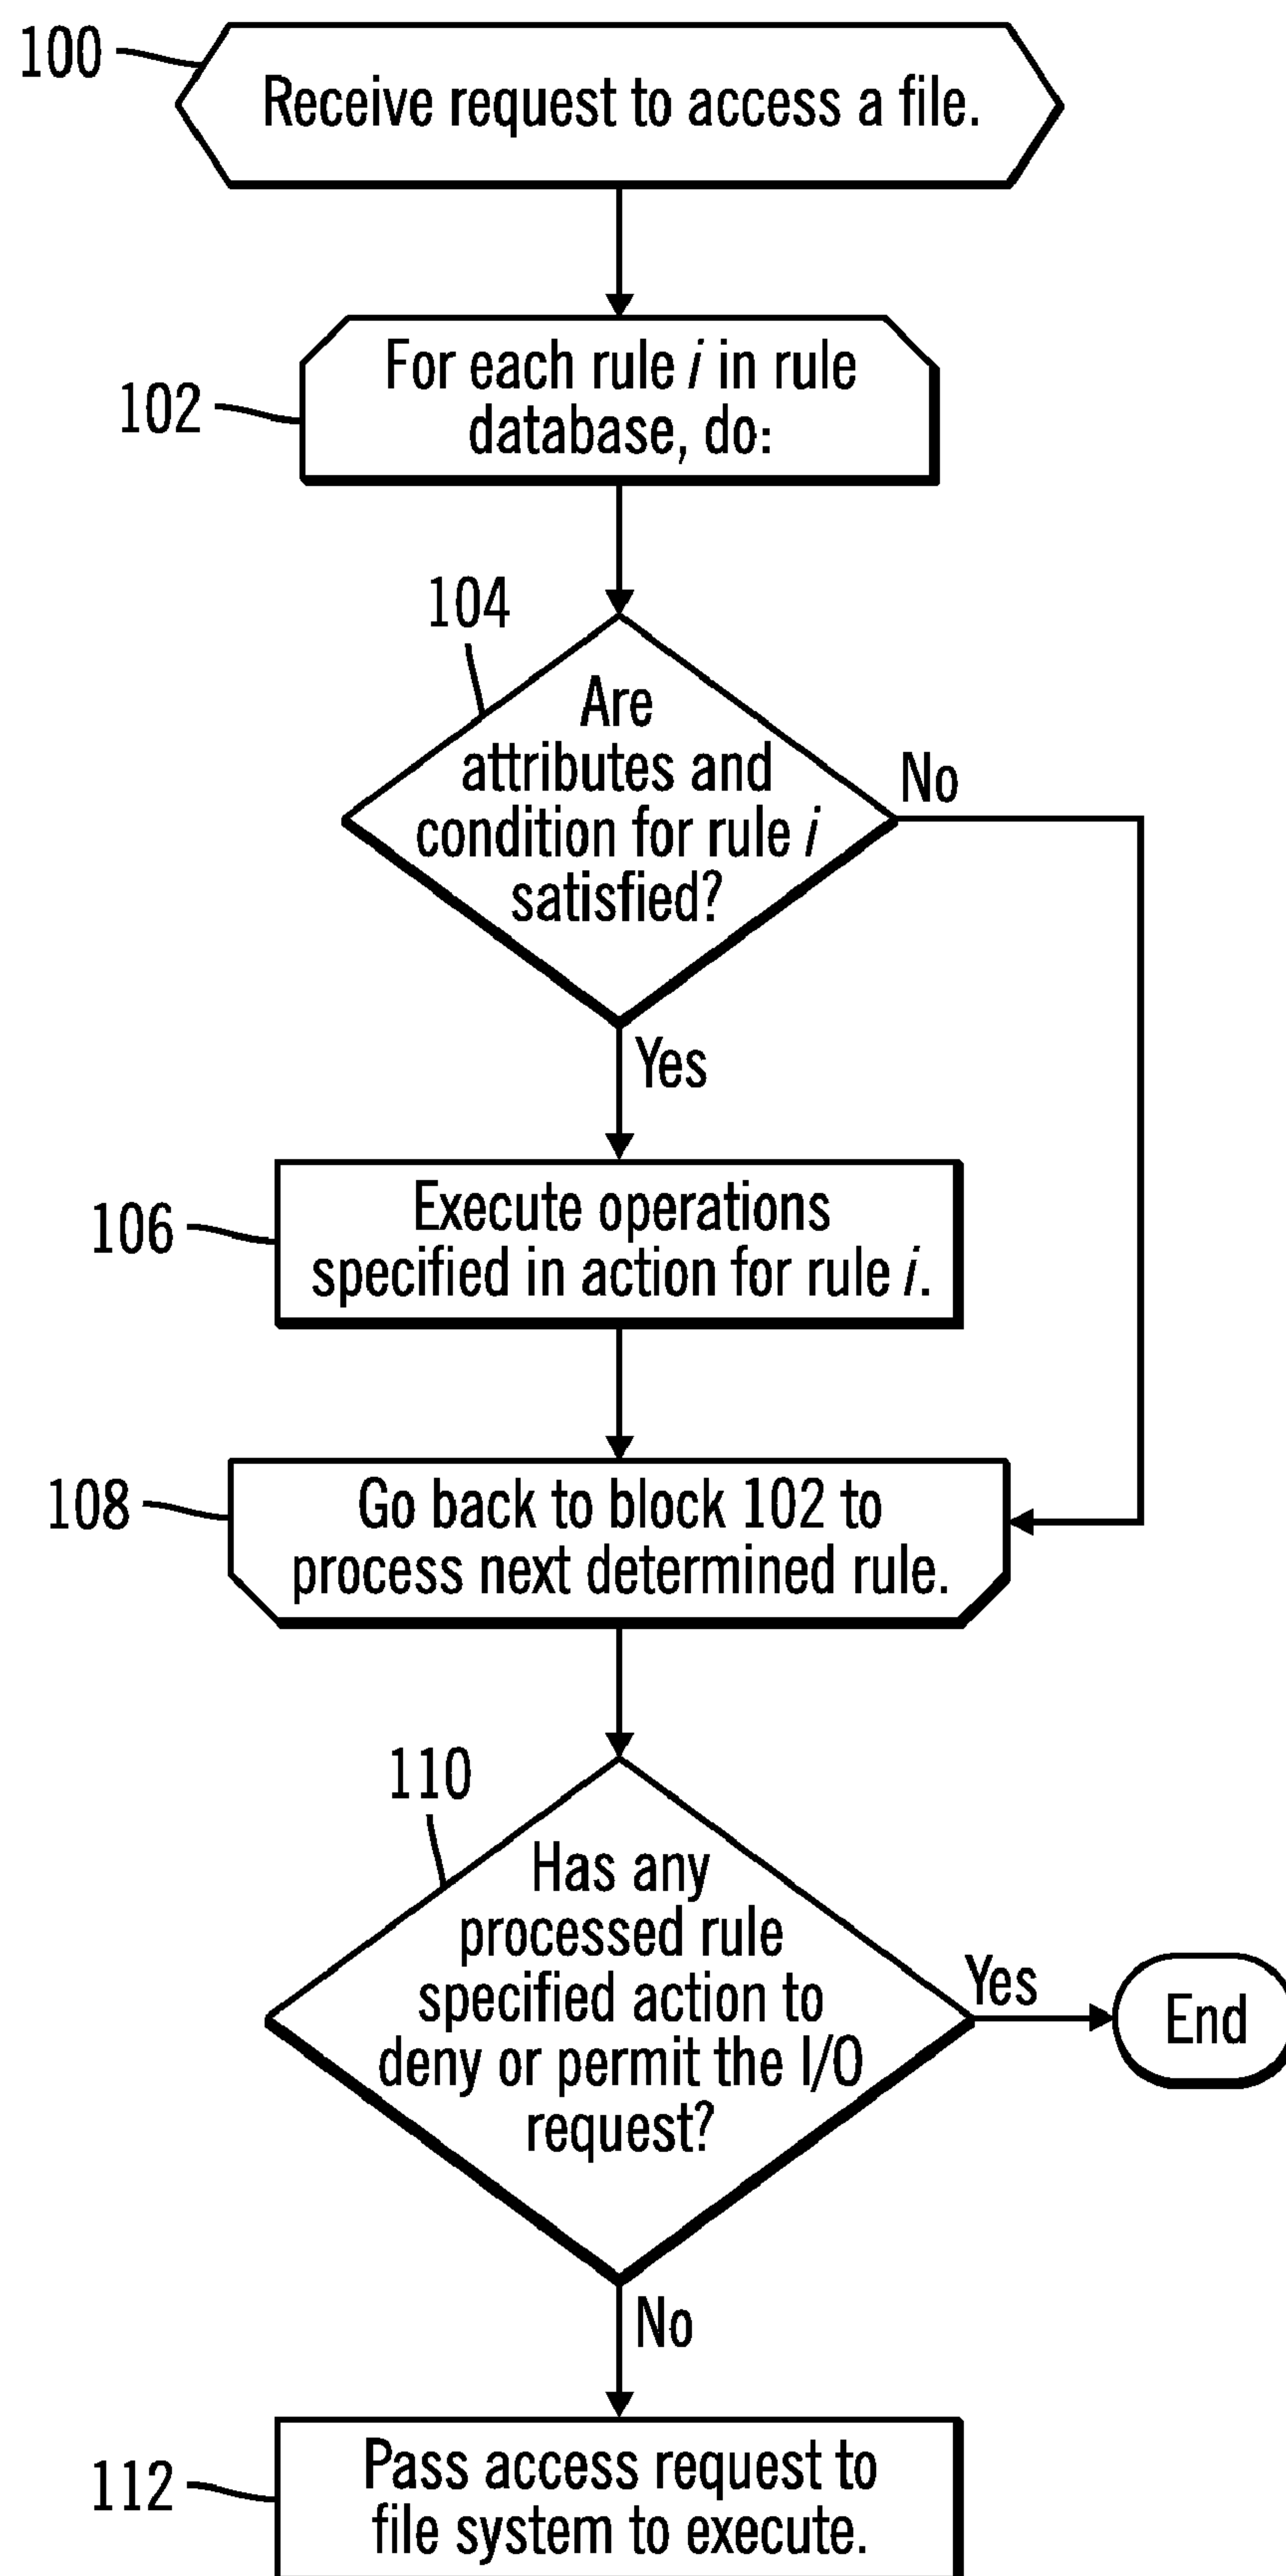 100
Receive request to access a file.
102
For each rule i in rule
database, do:
104
Are
attributes and
condition for rule i
satisfied?
No
Yes
106
Execute operations
specified in action for rule i.
108
Go back to block 102 to
process next determined rule.
110
Has any
processed rule
specified action to
deny or permit the I/O
request?
Yes
End
No
112
Pass access request to
file system to execute.